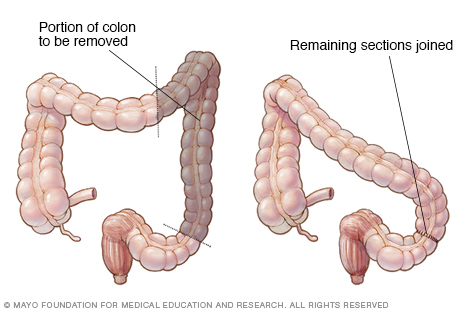 Portion of colon
to be removed
Remaining sections joined
© MAYO FOUNDATION FOR MEDICAL EDUCATION AND RESEARCH. ALL RIGHTS RESERVED